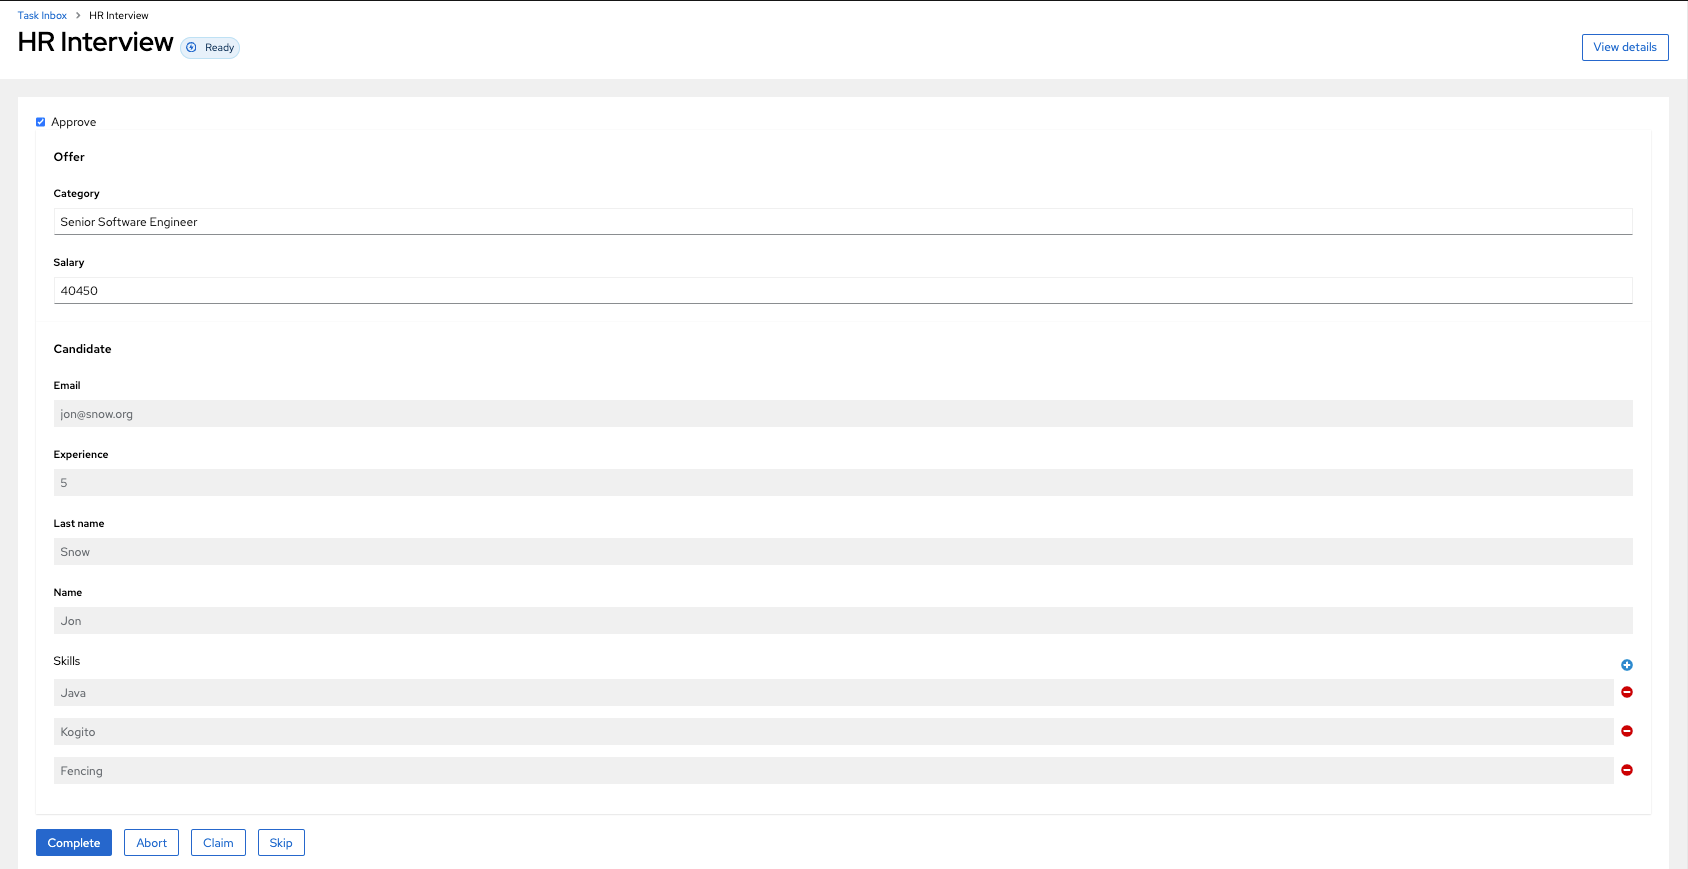 Task Inbox > HR Interview
HR Interview Ready
View details
Approve
Offer
Category
Senior Software Engineer
Salary
40450
Candidate
Email
jon@snow.org
Experience
5
Last name
Snow
Name
Jon
Skills
Java
Kogito
Fencing
Complete Abort Claim Skip